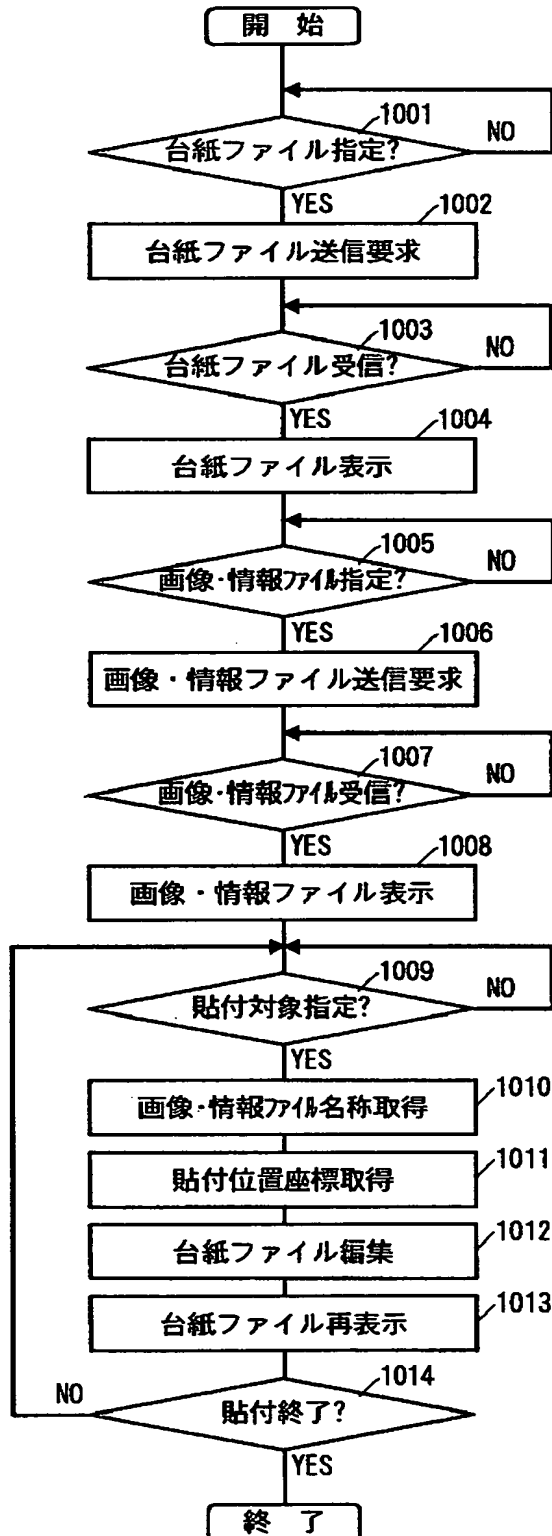 開 始
1001
台紙ファイル指定?
NO
YES
1002
台紙ファイル送信要求
1003
台紙ファイル受信?
NO
YES
1004
台紙ファイル表示
1005
画像・情報ファイル指定?
NO
YES
1006
画像・情報ファイル送信要求
1007
画像・情報ファイル受信?
NO
YES
1008
画像・情報ファイル表示
1009
貼付対象指定?
NO
YES
1010
画像・情報ファイル名称取得
1011
貼付位置座標取得
1012
台紙ファイル編集
1013
台紙ファイル再表示
1014
NO
貼付終了?
YES
終 了